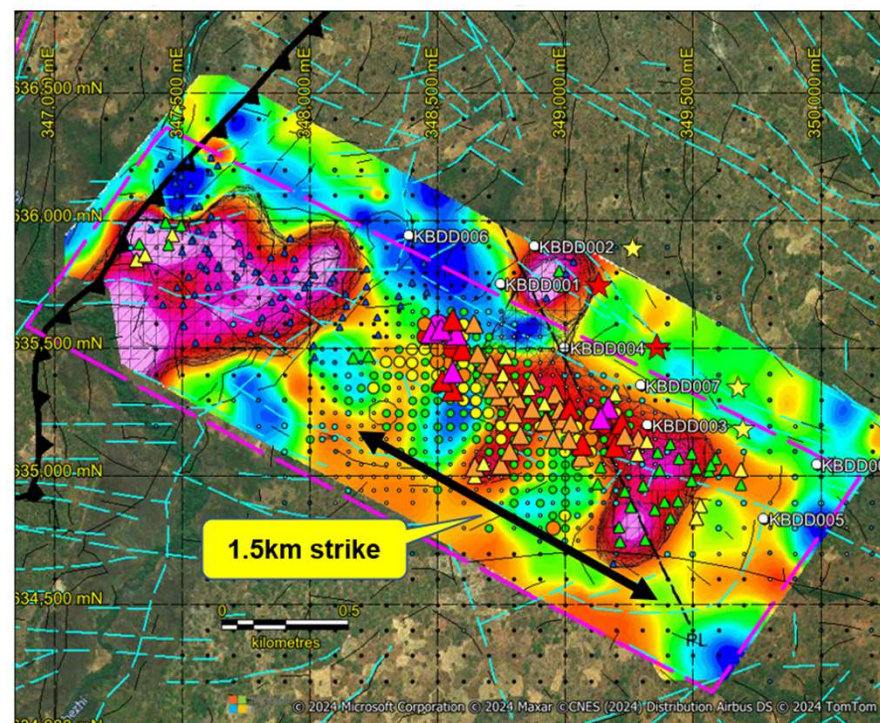 347,000 mE
347,500 mE
348,000 mE
348,500 mE
349,000 mE
349,500 mE
350,000 mE
636,500 mN
636,000 mN
635,500 mN
635,000 mN
634,500 mN
KBDD006
KBDD002
KBDD001
KBDD004
KBDD007
KBDD003
KBDD005
1.5km strike
0 0.5
kilometres
PL
© 2024 Microsoft Corporation © 2024 Maxar ©CNES (2024) Distribution Airbus DS © 2024 TomTom